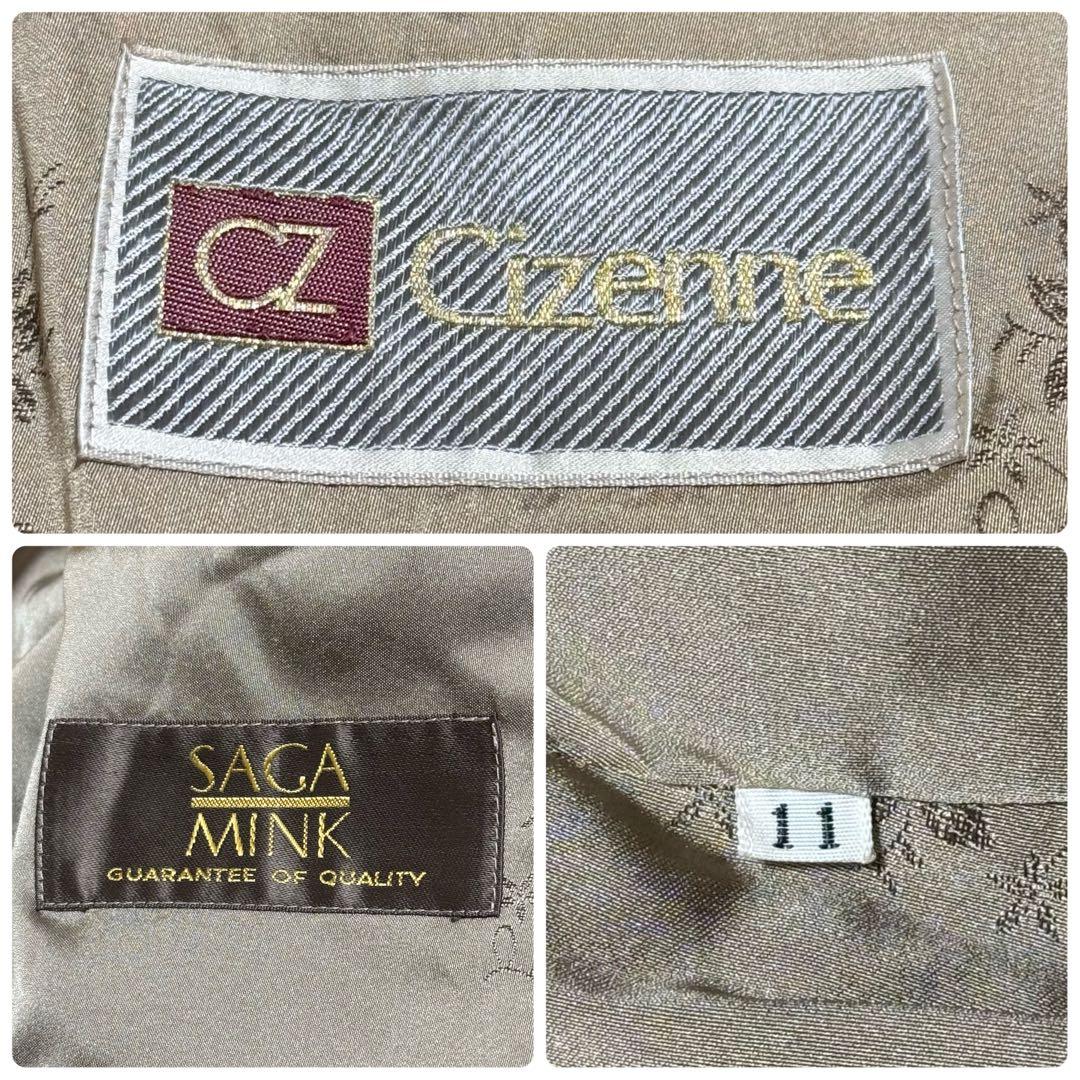 CZ
Cizenne
SAGA
MINK
GUARANTEE OF QUALITY
11